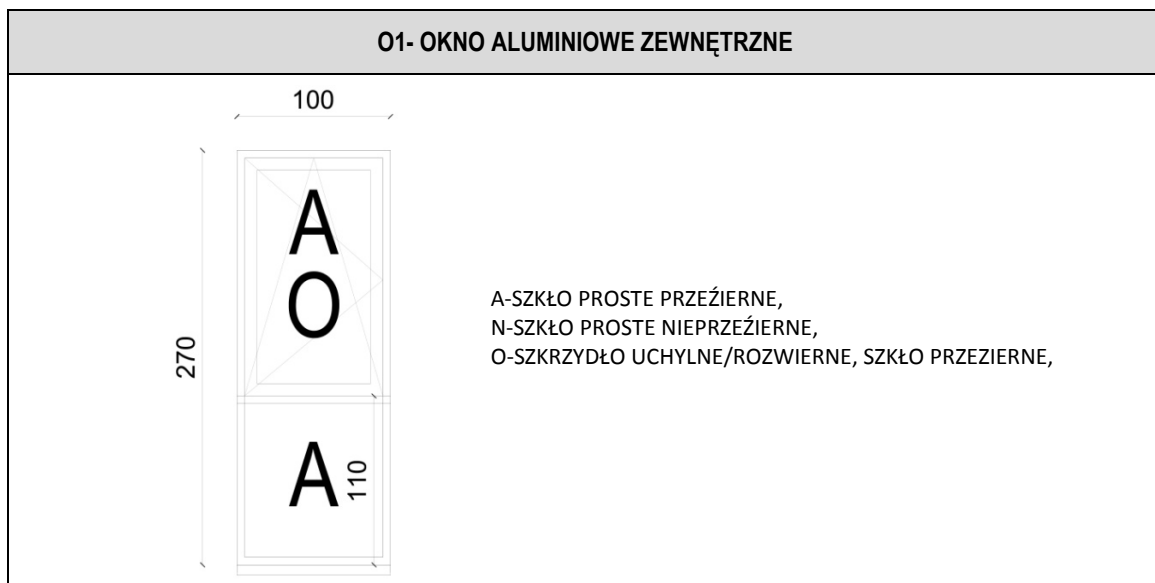 O1- OKNO ALUMINIOWE ZEWNĘTRZNE
100
A
O
270
A-SZKŁO PROSTE PRZEŹIERNE,
N-SZKŁO PROSTE NIEPRZEŹIERNE,
O-SZKRZYDŁO UCHYLNE/ROZWIERNE, SZKŁO PRZEZIERNE,
A
110